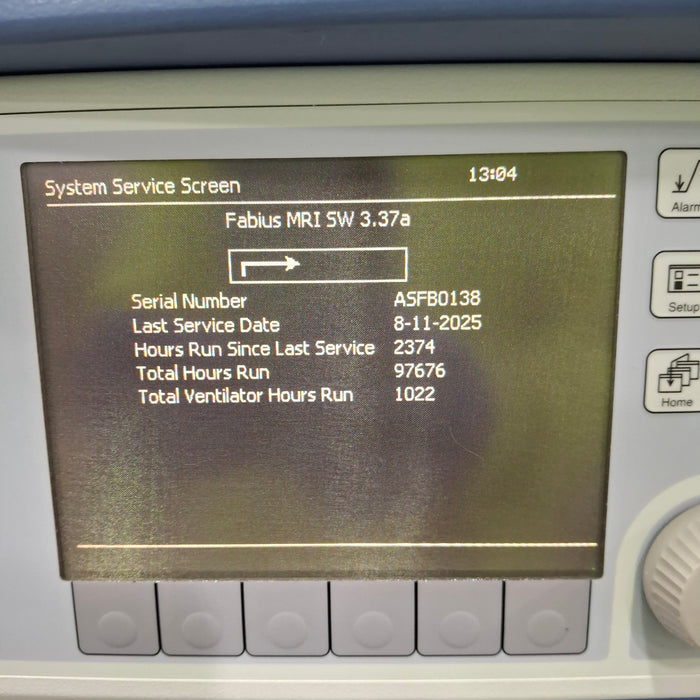 System Service Screen 13:04
Fabius MRI SW 3.37a
Serial Number ASFB0138
Last Service Date 8-11-2025
Hours Run Since Last Service 2374
Total Hours Run 97676
Total Ventilator Hours Run 1022
Alarm
Setup
Home